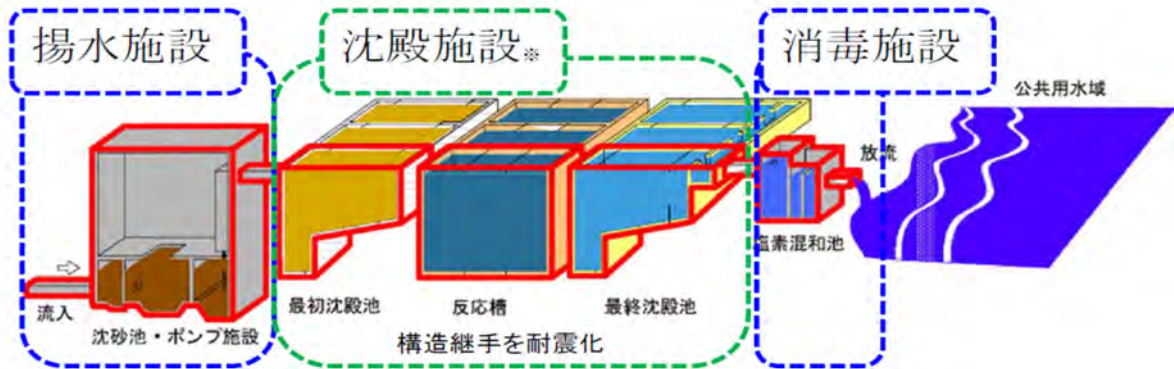 揚水施設
沈殿施設※
消毒施設
公共用水域
放流
塩素混和池
流入
沈砂池・ポンプ施設
最初沈殿池
反応槽
最終沈殿池
構造継手を耐震化